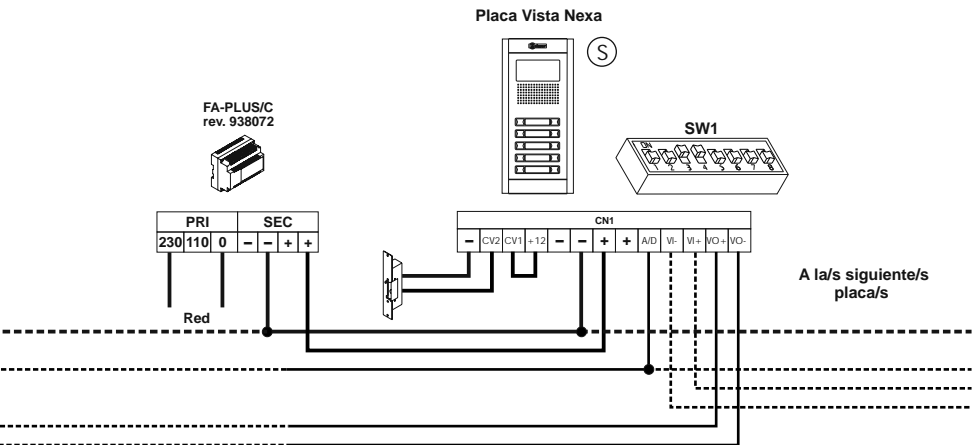 Placa Vista Nexa
S
FA-PLUS/C
rev. 938072
SW1
ON
1 2 3 4 5 6 7 8
PRI SEC
230 110 0 – – + +
CN1
– CV2 CV1 +12 – – + + A/D VI- VI+ VO+ VO-
A la/s siguiente/s
placa/s
Red